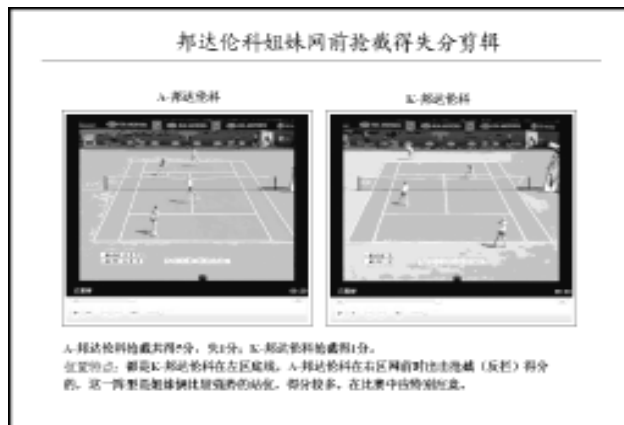 邦达伦科姐妹网前抢截得失分剪辑
A-邦达伦科
K-邦达伦科
A-邦达伦科抢截共得5分，失1分；K-邦达伦科抢截得1分。
位置特点：都是K-邦达伦科在左区底线，A-邦达伦科在右区网前时出击抢截（反拦）得分
的，这一阵型是姐妹俩比较强势的站位，得分较多，在比赛中应特别注意。